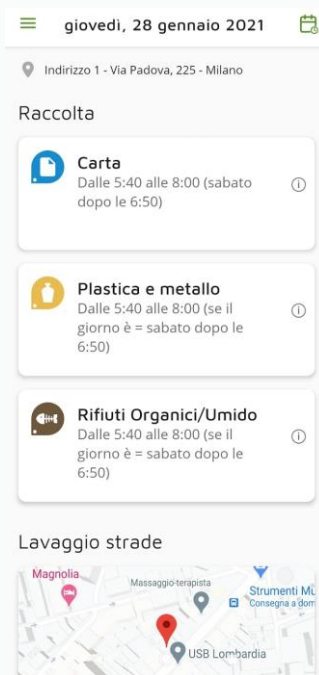 giovedì, 28 gennaio 2021
Indirizzo 1 - Via Padova, 225 - Milano
Raccolta
Carta
Dalle 5:40 alle 8:00 (sabato
dopo le 6:50)
Plastica e metallo
Dalle 5:40 alle 8:00 (se il
giorno è = sabato dopo le
6:50)
Rifiuti Organici/Umido
Dalle 5:40 alle 8:00 (se il
giorno è = sabato dopo le
6:50)
Lavaggio strade
Magnolia
Massaggio-terapista
Strumenti Mu
Consegna a dom
USB Lombardia